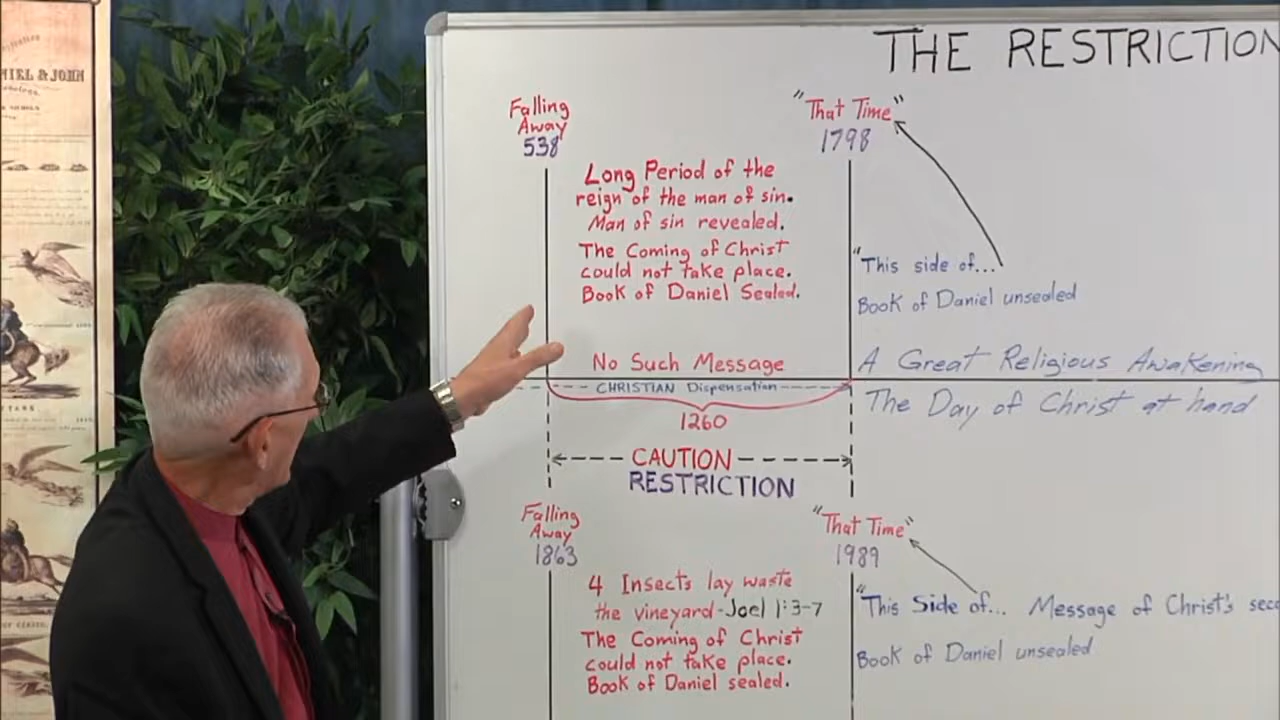 THE RESTRICTION
NIEL & JOHN
Falling
Away
538
"That Time"
1798
Long Period of the
reign of the man of sin.
Man of sin revealed.
The Coming of Christ
could not take place.
Book of Daniel Sealed.
"This side of...
Book of Daniel unsealed
No Such Message
A Great Religious Awakening
CHRISTIAN Dispensation
The Day of Christ at hand
1260
CAUTION
RESTRICTION
Falling
Away
1863
"That Time"
1989
4 Insects lay waste
the vineyard-Joel 1:3-7
The Coming of Christ
could not take place.
Book of Daniel sealed.
"This Side of... Message of Christ's seco
Book of Daniel unsealed